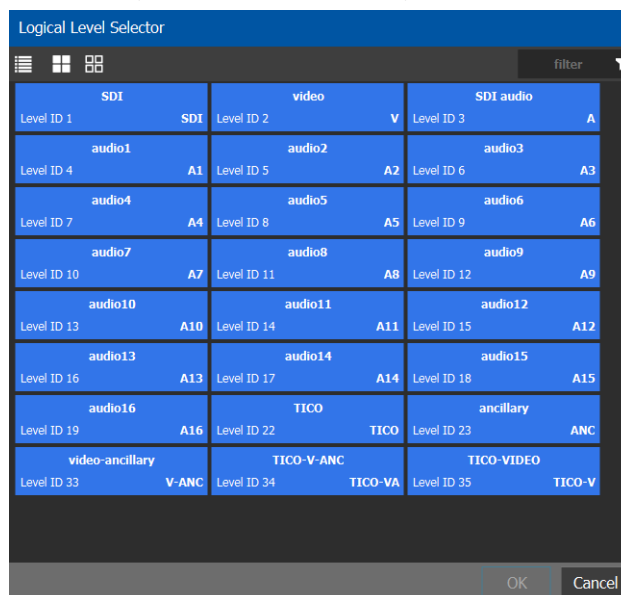 Logical Level Selector
filter
SDI video SDI audio
Level ID 1 SDI Level ID 2 V Level ID 3 A
audio1 audio2 audio3
Level ID 4 A1 Level ID 5 A2 Level ID 6 A3
audio4 audio5 audio6
Level ID 7 A4 Level ID 8 A5 Level ID 9 A6
audio7 audio8 audio9
Level ID 10 A7 Level ID 11 A8 Level ID 12 A9
audio10 audio11 audio12
Level ID 13 A10 Level ID 14 A11 Level ID 15 A12
audio13 audio14 audio15
Level ID 16 A13 Level ID 17 A14 Level ID 18 A15
audio16 TICO ancillary
Level ID 19 A16 Level ID 22 TICO Level ID 23 ANC
video-ancillary TICO-V-ANC TICO-VIDEO
Level ID 33 V-ANC Level ID 34 TICO-VA Level ID 35 TICO-V
OK Cancel